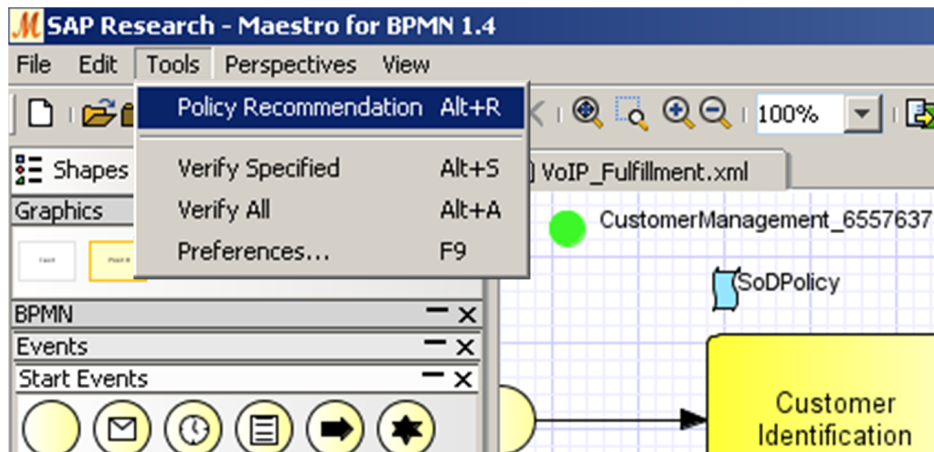 SAP Research - Maestro for BPMN 1.4
File Edit Tools Perspectives View
Policy Recommendation Alt+R
100%
Verify Specified Alt+S
Verify All Alt+A
Preferences... F9
Shapes
VoIP_Fulfillment.xml
Graphics
CustomerManagement_6557637
SoDPolicy
BPMN
Events
Start Events
Customer
Identification